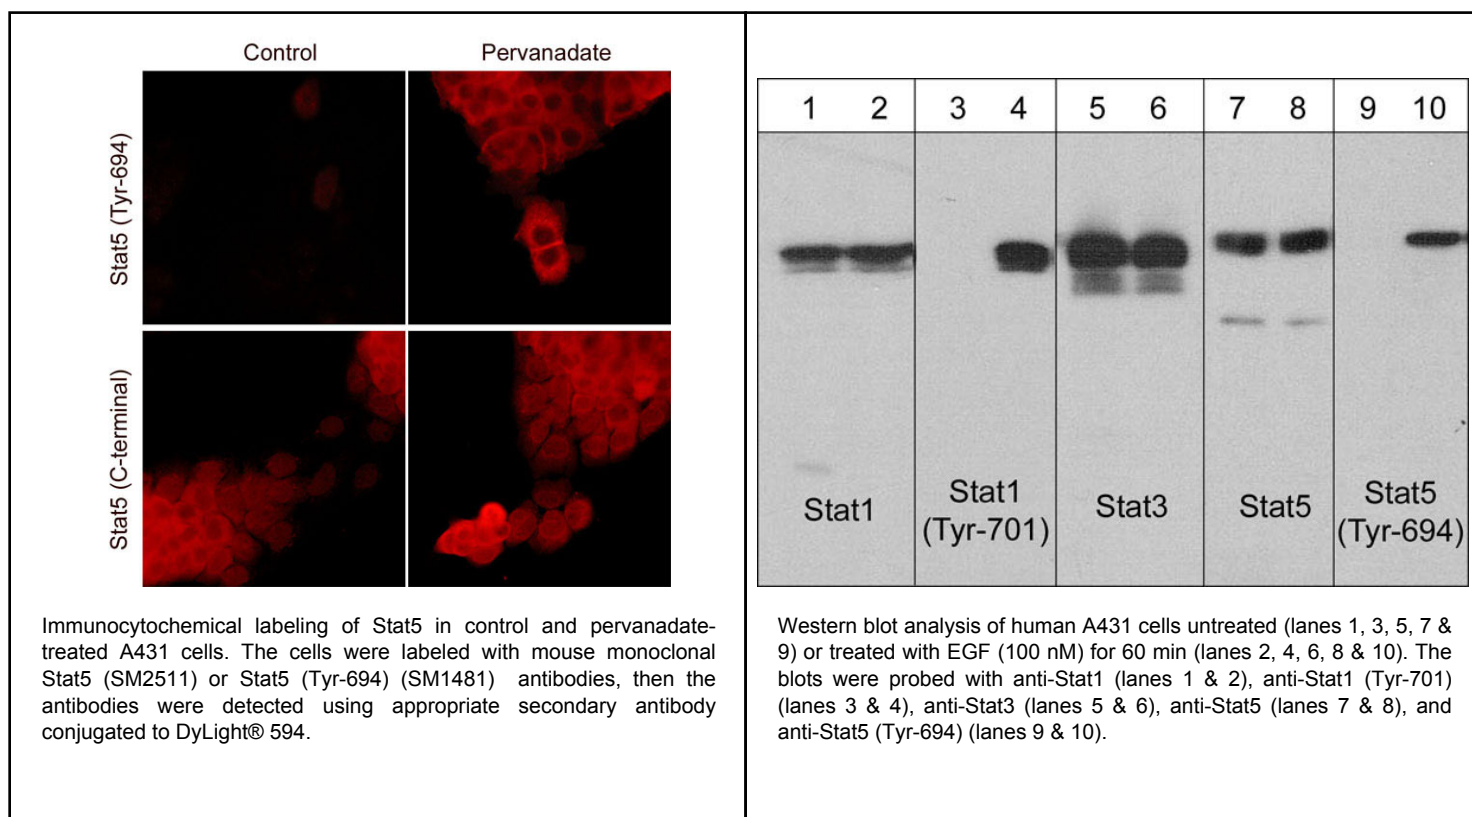 Control
Pervanadate
Stat5 (Tyr-694)
Stat5 (C-terminal)
Immunocytochemical labeling of Stat5 in control and pervanadate-
treated A431 cells. The cells were labeled with mouse monoclonal
Stat5 (SM2511) or Stat5 (Tyr-694) (SM1481) antibodies, then the
antibodies were detected using appropriate secondary antibody
conjugated to DyLight® 594.
1 2 3 4 5 6 7 8 9 10
Stat1
Stat1
(Tyr-701)
Stat3
Stat5
Stat5
(Tyr-694)
Western blot analysis of human A431 cells untreated (lanes 1, 3, 5, 7 &
9) or treated with EGF (100 nM) for 60 min (lanes 2, 4, 6, 8 & 10). The
blots were probed with anti-Stat1 (lanes 1 & 2), anti-Stat1 (Tyr-701)
(lanes 3 & 4), anti-Stat3 (lanes 5 & 6), anti-Stat5 (lanes 7 & 8), and
anti-Stat5 (Tyr-694) (lanes 9 & 10).